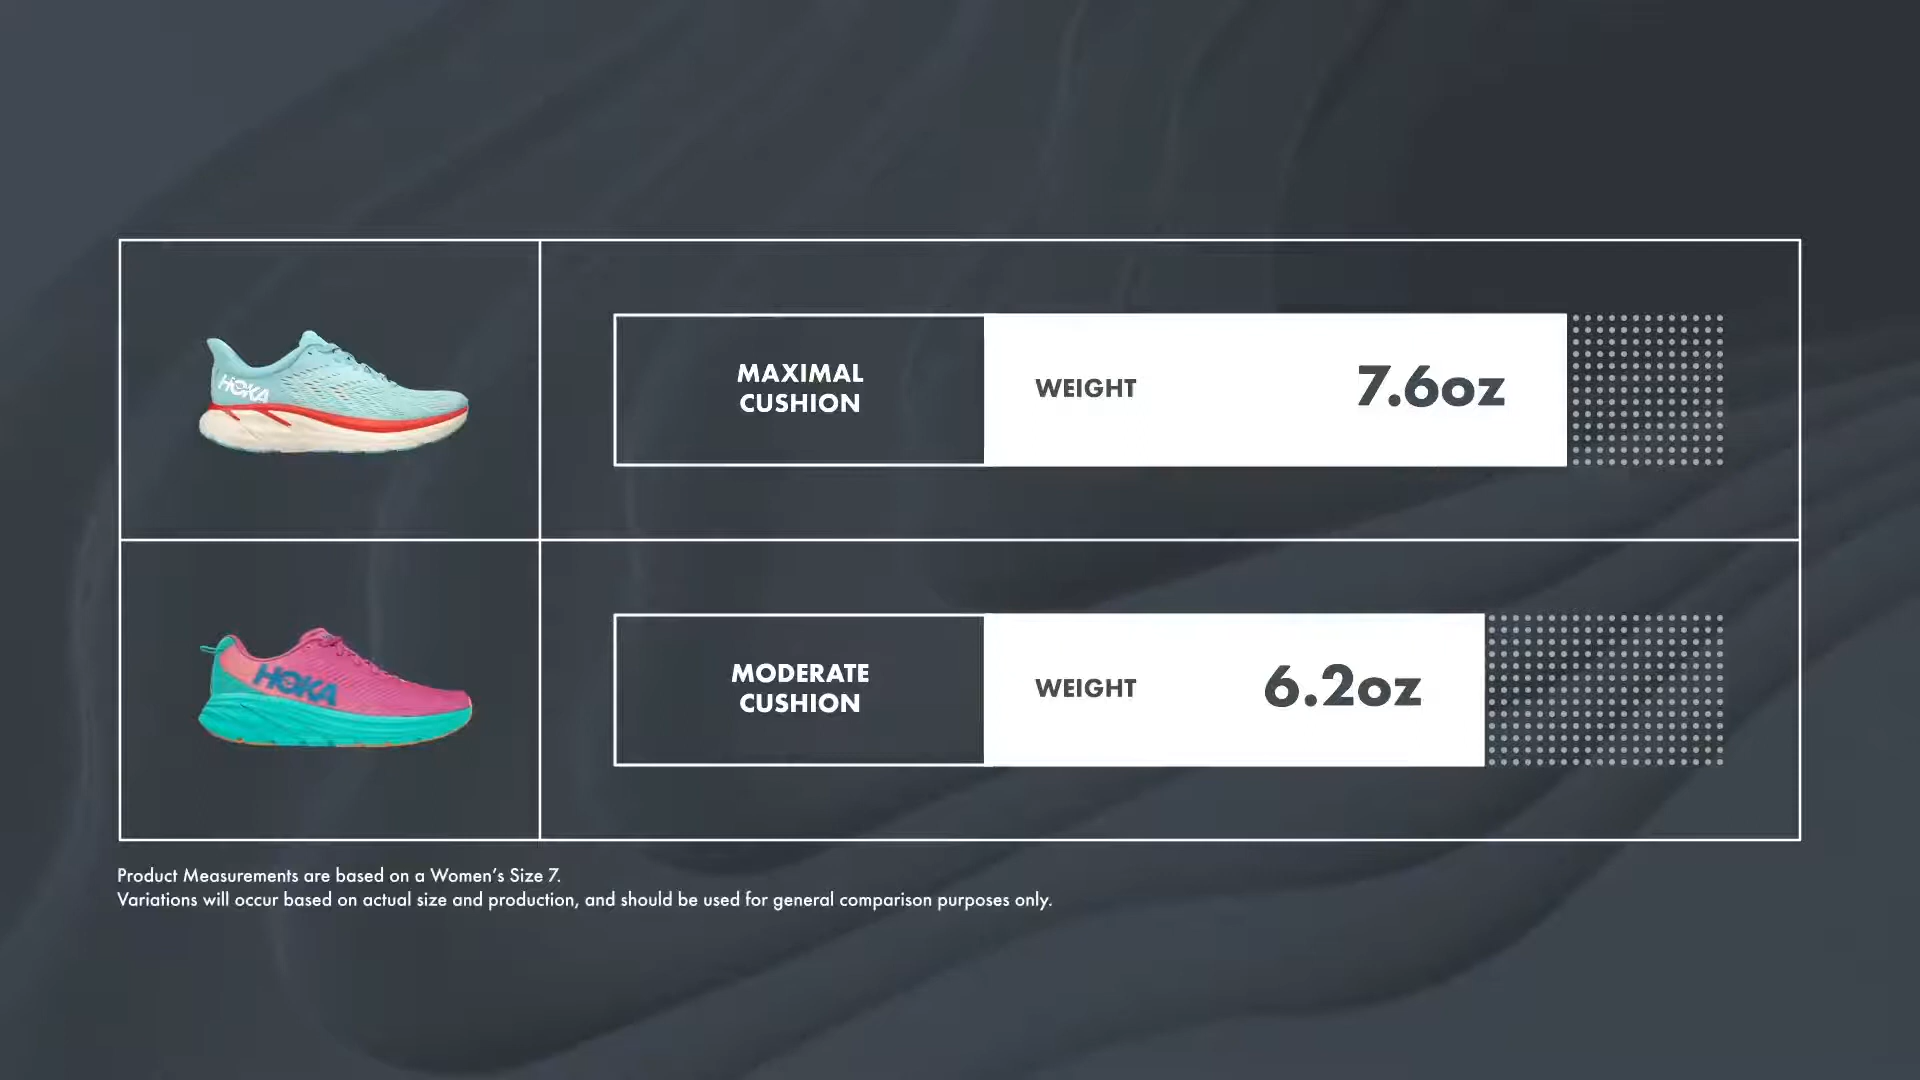 HOKA
MAXIMAL
CUSHION
WEIGHT
7.6oz
HOKA
MODERATE
CUSHION
WEIGHT
6.2oz
Product Measurements are based on a Women's Size 7.
Variations will occur based on actual size and production, and should be used for general comparison purposes only.